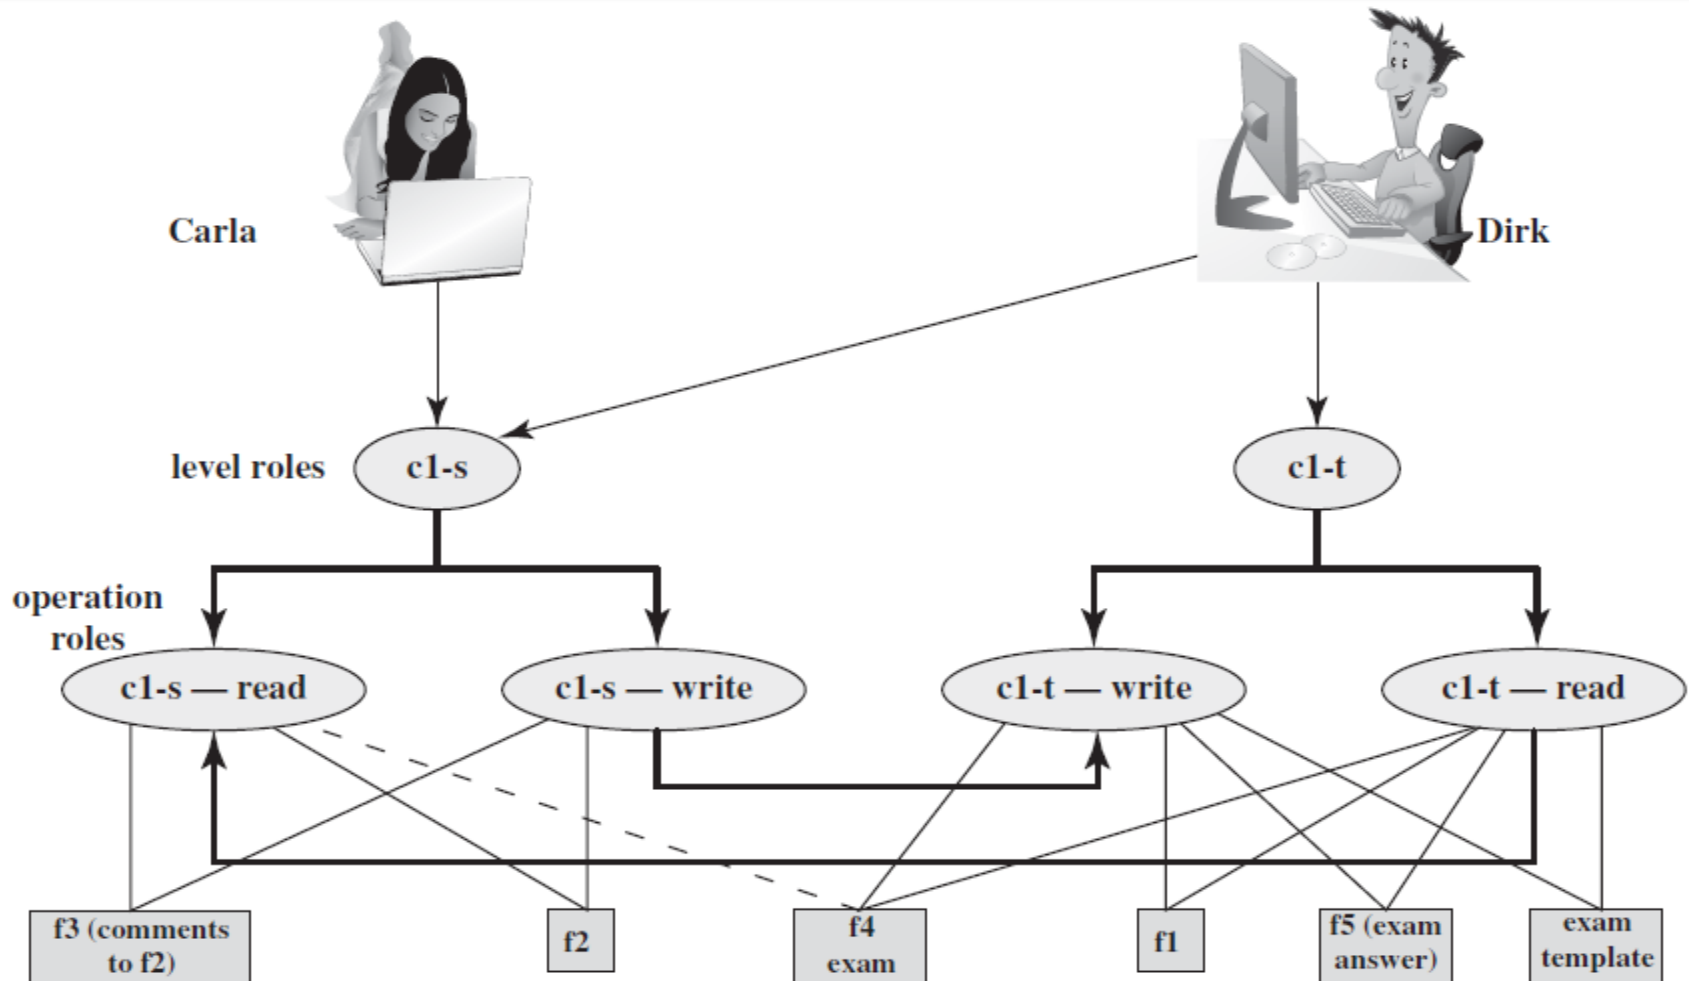 Carla
Dirk
level roles
c1-s
c1-t
operation
roles
c1-s — read
c1-s — write
c1-t — write
c1-t — read
f3 (comments
to f2)
f2
f4
exam
f1
f5 (exam
answer)
exam
template